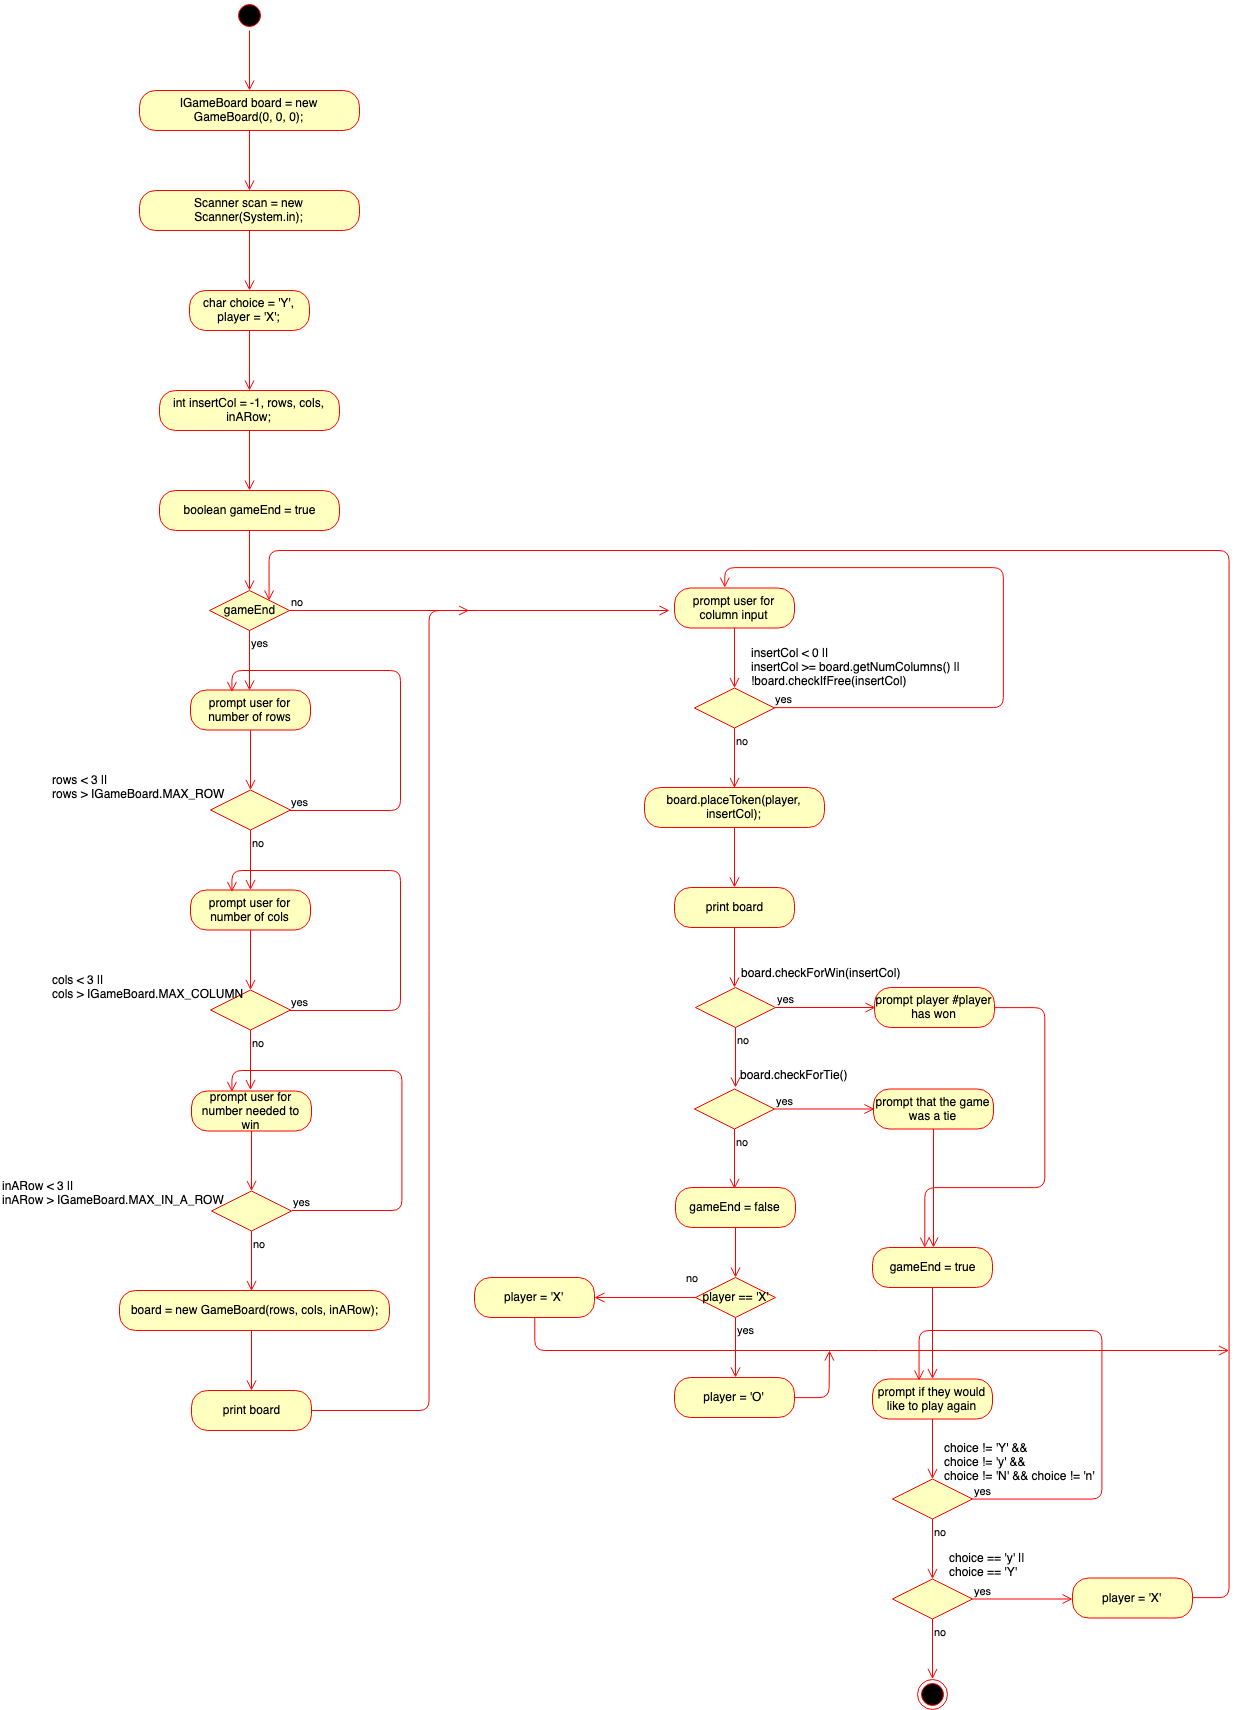 IGameBoard board = new
GameBoard(0, 0, 0);
Scanner scan = new
Scanner(System.in);
char choice = 'Y',
player = 'X';
int insertCol = -1, rows, cols,
inARow;
boolean gameEnd = true
gameEnd
no
yes
prompt user for
number of rows
rows < 3 ||
rows > IGameBoard.MAX_ROW
yes
no
prompt user for
number of cols
cols < 3 ||
cols > IGameBoard.MAX_COLUMN
yes
no
prompt user for
number needed to
win
inARow < 3 ||
inARow > IGameBoard.MAX_IN_A_ROW
yes
no
board = new GameBoard(rows, cols, inARow);
print board
prompt user for
column input
insertCol < 0 ||
insertCol >= board.getNumColumns() ||
!board.checkIfFree(insertCol)
yes
no
board.placeToken(player,
insertCol);
print board
board.checkForWin(insertCol)
yes
prompt player #player
has won
no
board.checkForTie()
yes
prompt that the game
was a tie
no
gameEnd = false
player == 'X'
no
player = 'X'
yes
player = 'O'
gameEnd = true
prompt if they would
like to play again
choice != 'Y' &&
choice != 'y' &&
choice != 'N' && choice != 'n'
yes
no
choice == 'y' ||
choice == 'Y'
yes
player = 'X'
no